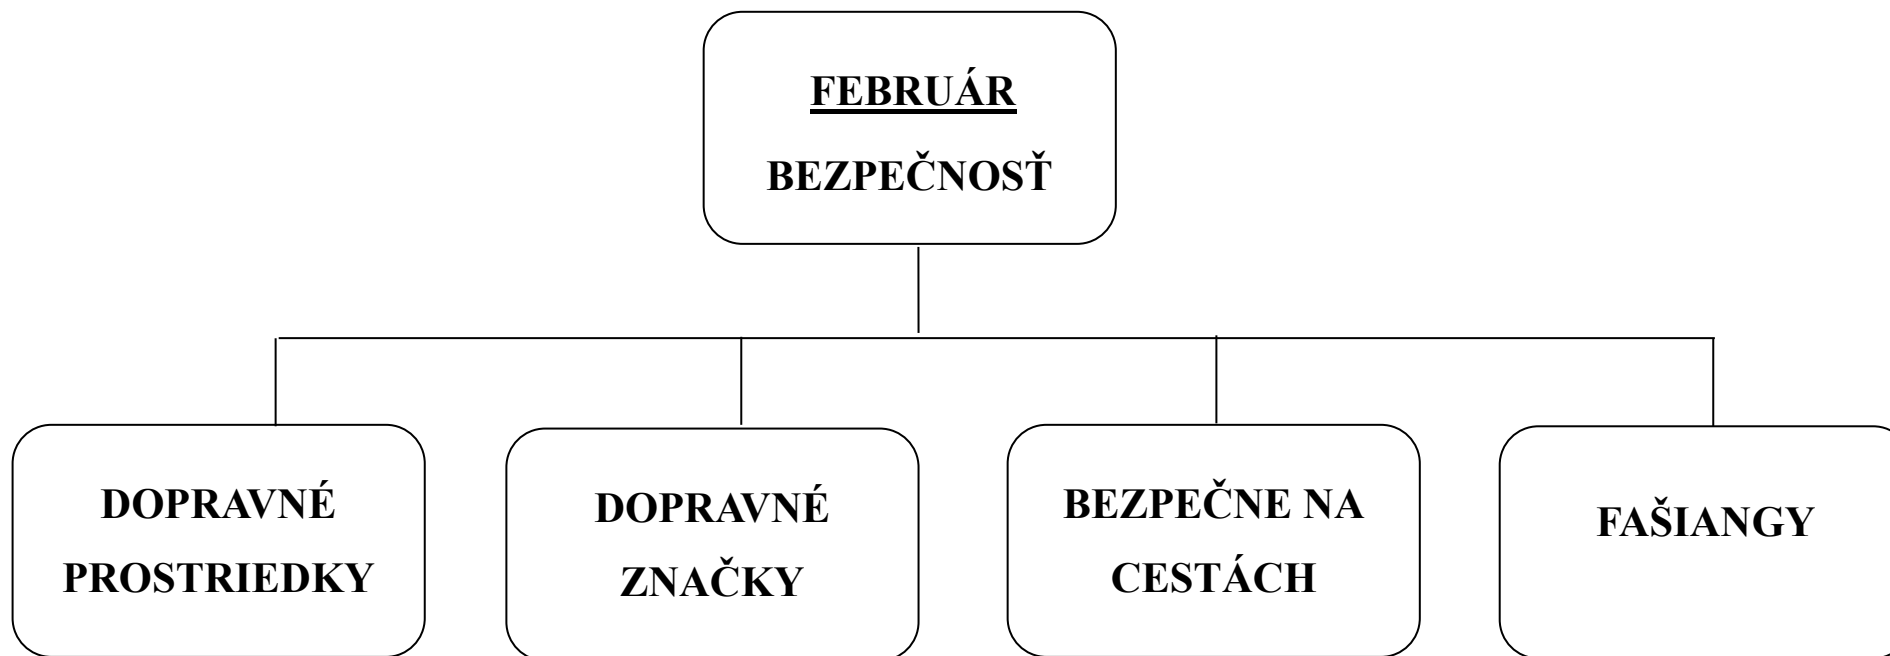 FEBRUÁR
BEZPEČNOSŤ
DOPRAVNÉ
PROSTRIEDKY
DOPRAVNÉ
ZNAČKY
BEZPEČNE NA
CESTÁCH
FAŠIANGY